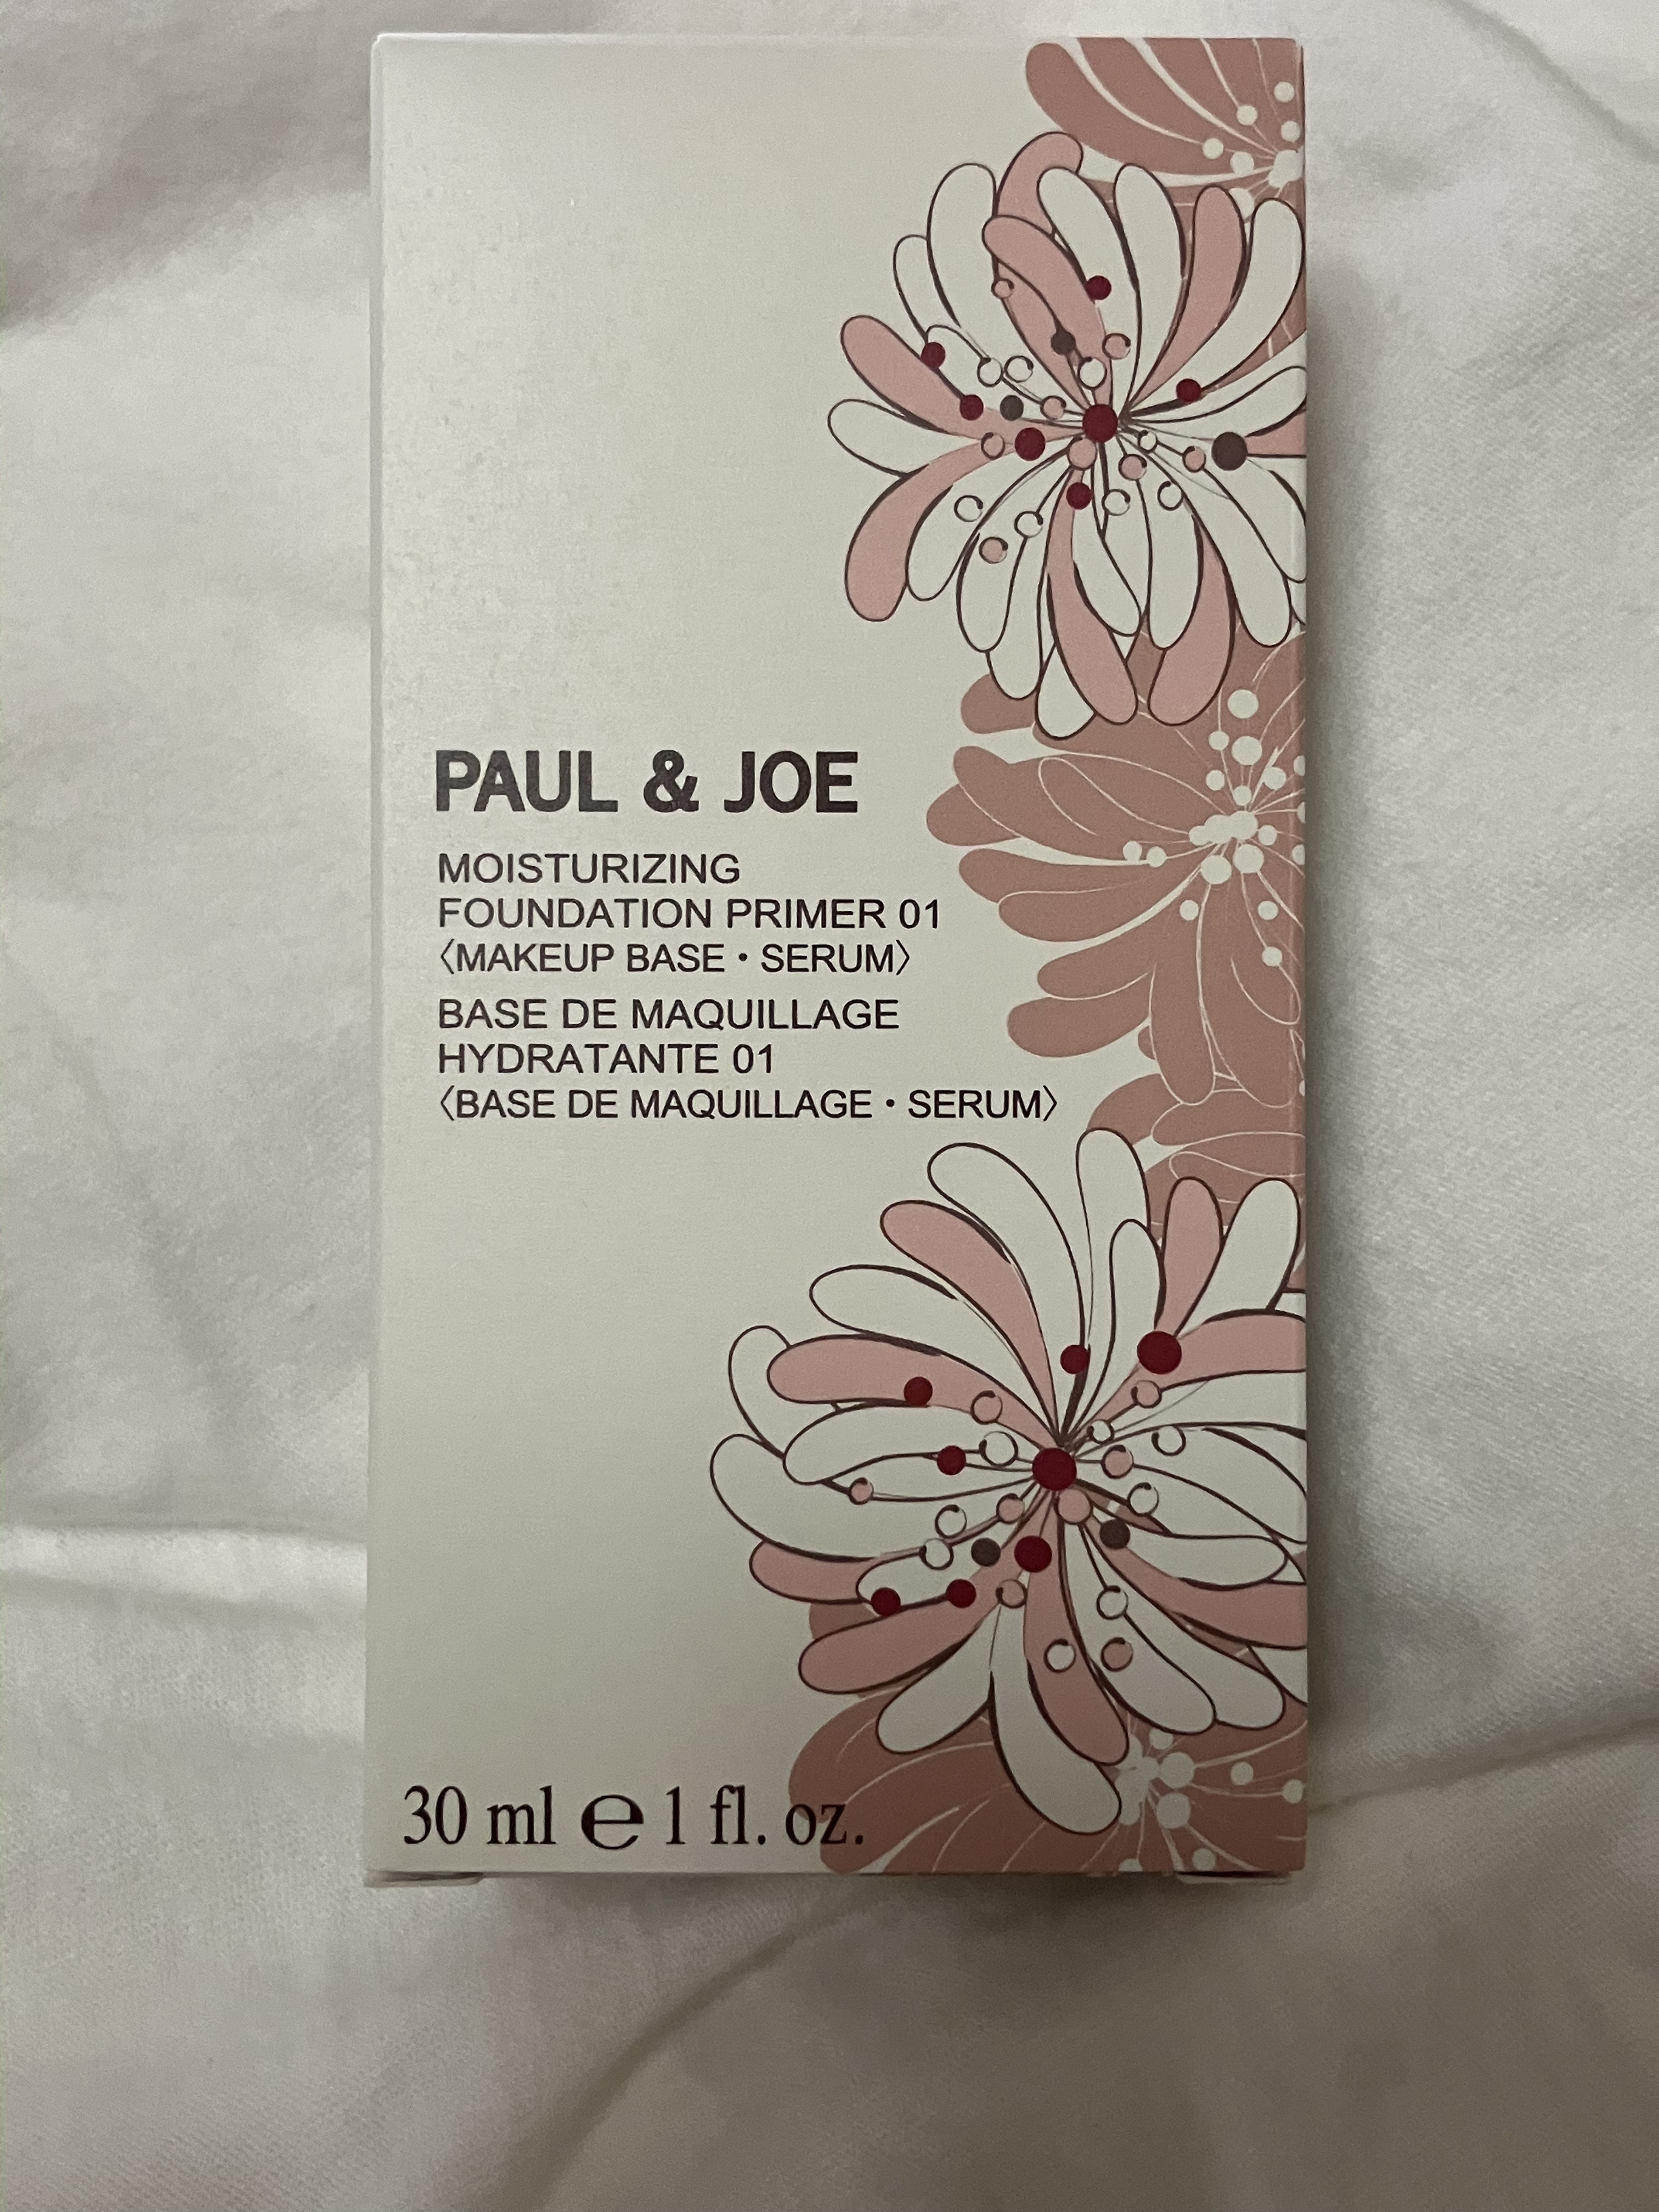 PAUL & JOE
MOISTURIZING
FOUNDATION PRIMER 01
〈MAKEUP BASE・SERUM〉
BASE DE MAQUILLAGE
HYDRATANTE 01
〈BASE DE MAQUILLAGE・SERUM〉
30 ml ℮ 1 fl. oz.